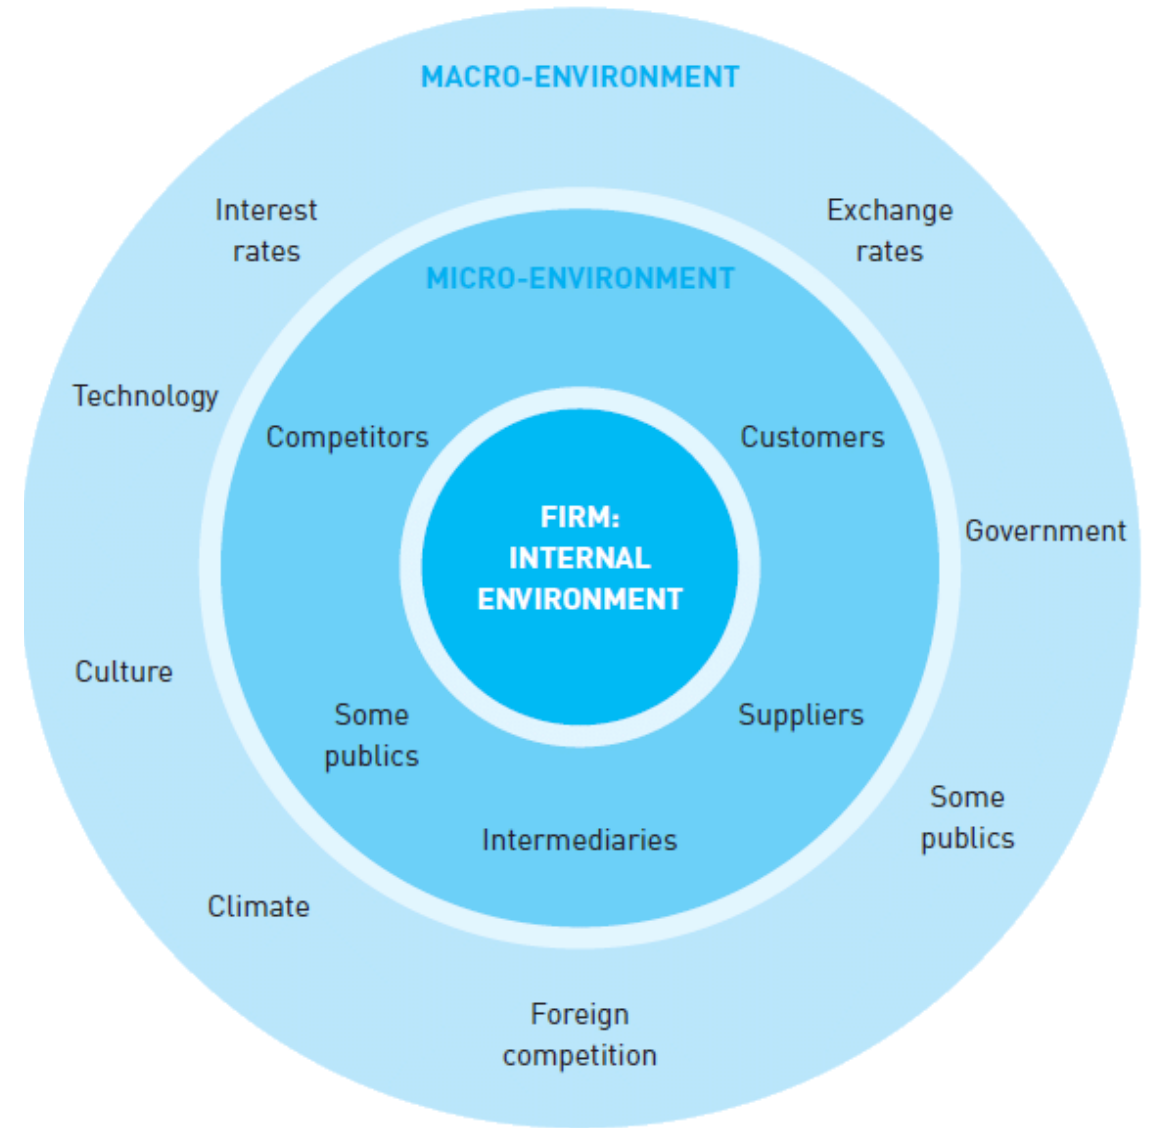 MACRO-ENVIRONMENT
Interest
rates
Exchange
rates
MICRO-ENVIRONMENT
Technology
Competitors
Customers
FIRM:
INTERNAL
ENVIRONMENT
Government
Culture
Some
publics
Suppliers
Some
publics
Intermediaries
Climate
Foreign
competition